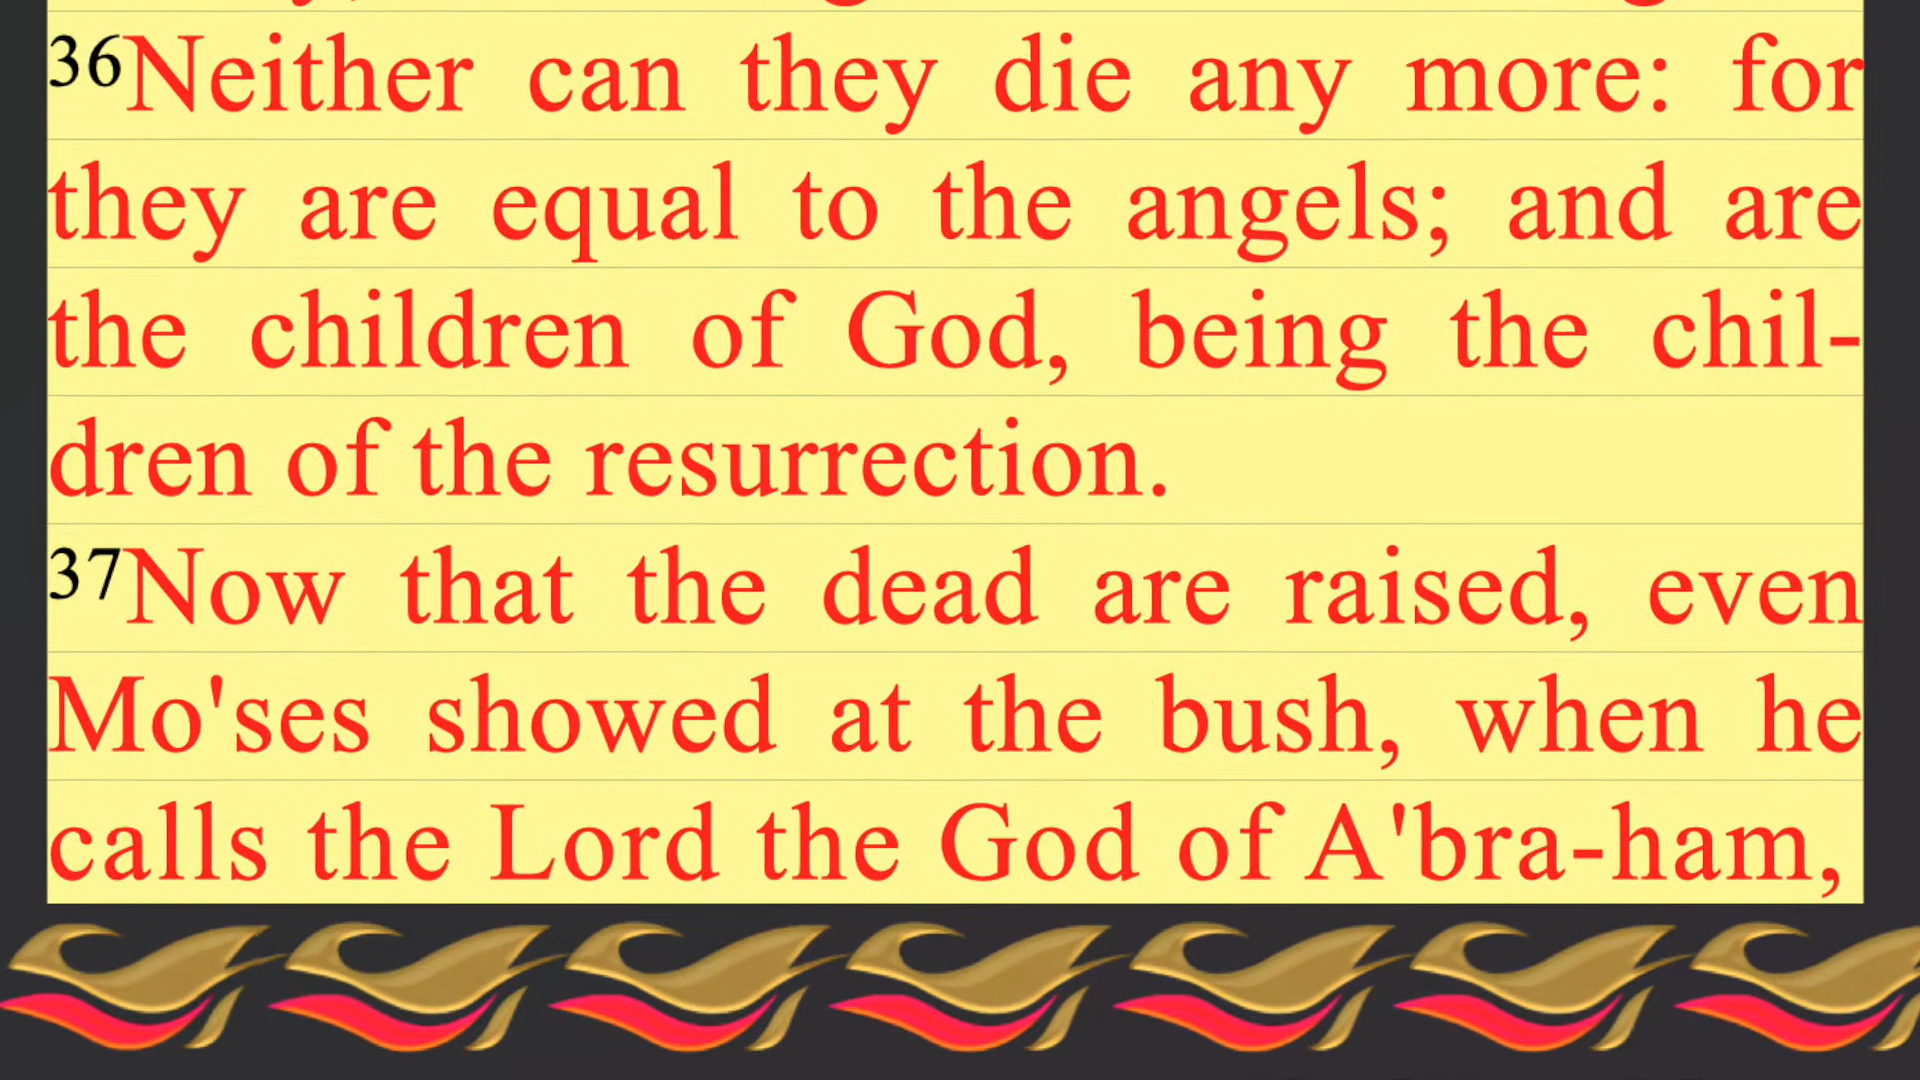 36Neither can they die any more: for
they are equal to the angels; and are
the children of God, being the chil-
dren of the resurrection.
37Now that the dead are raised, even
Mo'ses showed at the bush, when he
calls the Lord the God of A'bra-ham,